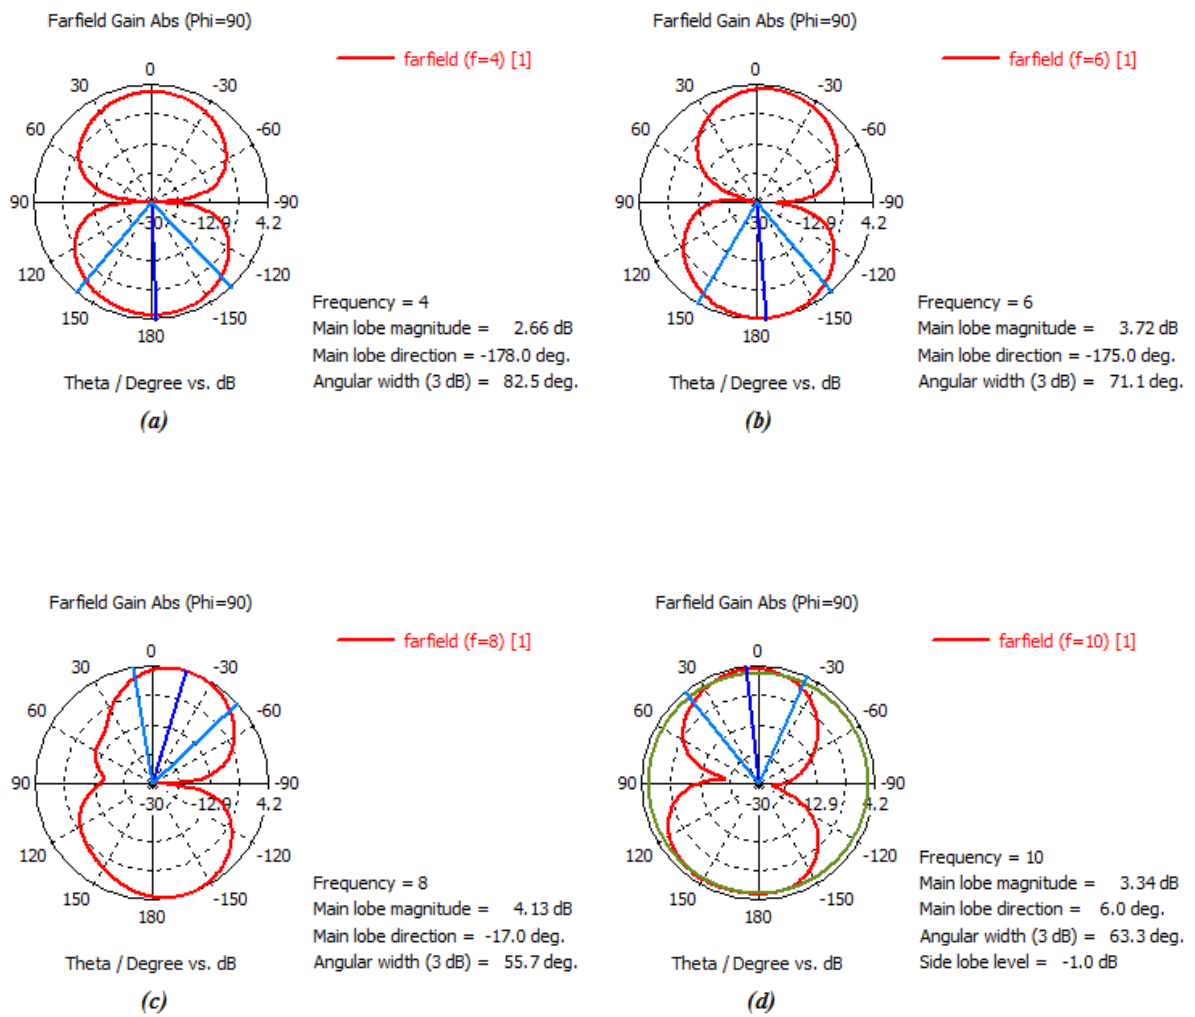 Farfield Gain Abs (Phi=90)
farfield (f=4) [1]
0
30
-30
60
-60
90
-90
-30
-12.9
4.2
120
-120
150
-150
180
Frequency = 4
Main lobe magnitude = 2.66 dB
Main lobe direction = -178.0 deg.
Angular width (3 dB) = 82.5 deg.
Theta / Degree vs. dB
(a)
Farfield Gain Abs (Phi=90)
farfield (f=6) [1]
0
30
-30
60
-60
90
-90
-30
-12.9
4.2
120
-120
150
-150
180
Frequency = 6
Main lobe magnitude = 3.72 dB
Main lobe direction = -175.0 deg.
Angular width (3 dB) = 71.1 deg.
Theta / Degree vs. dB
(b)
Farfield Gain Abs (Phi=90)
farfield (f=8) [1]
0
30
-30
60
-60
90
-90
-30
-12.9
4.2
120
-120
150
-150
180
Frequency = 8
Main lobe magnitude = 4.13 dB
Main lobe direction = -17.0 deg.
Angular width (3 dB) = 55.7 deg.
Theta / Degree vs. dB
(c)
Farfield Gain Abs (Phi=90)
farfield (f=10) [1]
0
30
-30
60
-60
90
-90
-30
-12.9
4.2
120
-120
150
-150
180
Frequency = 10
Main lobe magnitude = 3.34 dB
Main lobe direction = 6.0 deg.
Angular width (3 dB) = 63.3 deg.
Side lobe level = -1.0 dB
Theta / Degree vs. dB
(d)